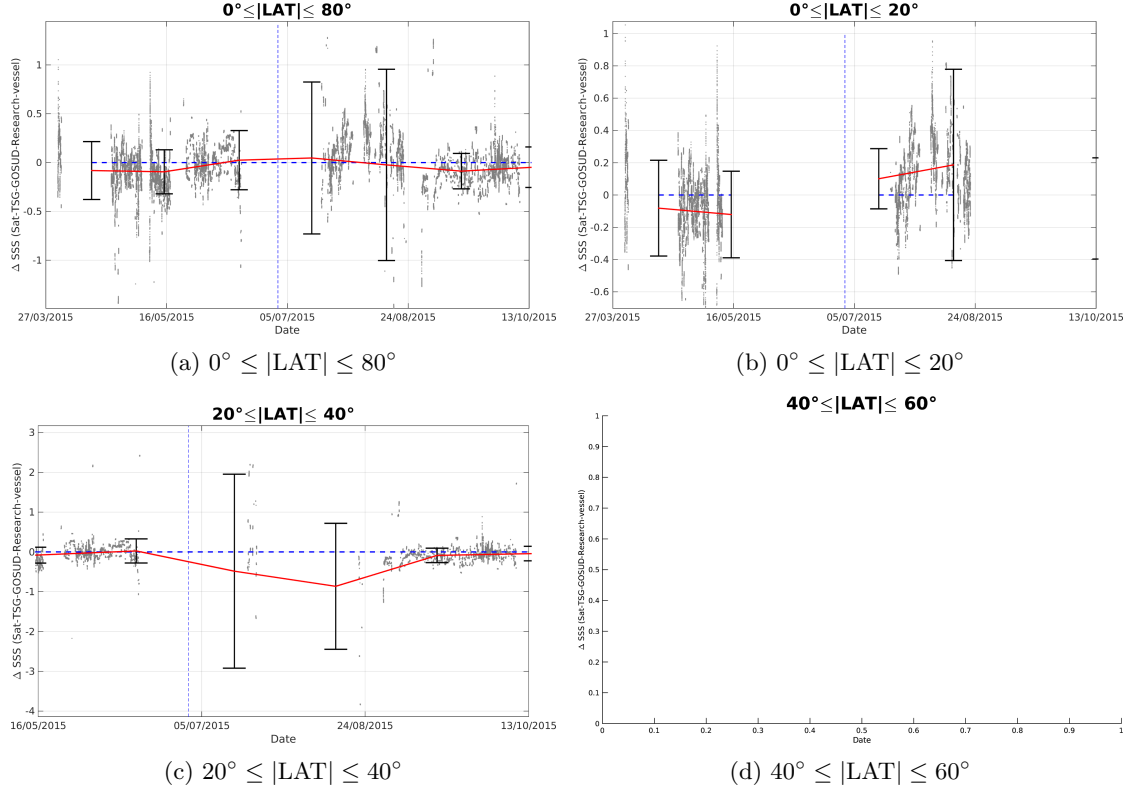 0°≤|LAT|≤ 80°
Δ SSS (Sat-TSG-GOSUD-Research-vessel)
1
0.5
0
-0.5
-1
27/03/2015 16/05/2015 05/07/2015 24/08/2015 13/10/2015
Date
(a) 0° ≤ |LAT| ≤ 80°
0°≤|LAT|≤ 20°
Δ SSS (Sat-TSG-GOSUD-Research-vessel)
1
0.8
0.6
0.4
0.2
0
-0.2
-0.4
-0.6
27/03/2015 16/05/2015 05/07/2015 24/08/2015 13/10/2015
Date
(b) 0° ≤ |LAT| ≤ 20°
20°≤|LAT|≤ 40°
Δ SSS (Sat-TSG-GOSUD-Research-vessel)
3
2
1
0
-1
-2
-3
-4
16/05/2015 05/07/2015 24/08/2015 13/10/2015
Date
(c) 20° ≤ |LAT| ≤ 40°
40°≤|LAT|≤ 60°
Δ SSS (Sat-TSG-GOSUD-Research-vessel)
1
0.9
0.8
0.7
0.6
0.5
0.4
0.3
0.2
0.1
0
0 0.1 0.2 0.3 0.4 0.5 0.6 0.7 0.8 0.9 1
Date
(d) 40° ≤ |LAT| ≤ 60°